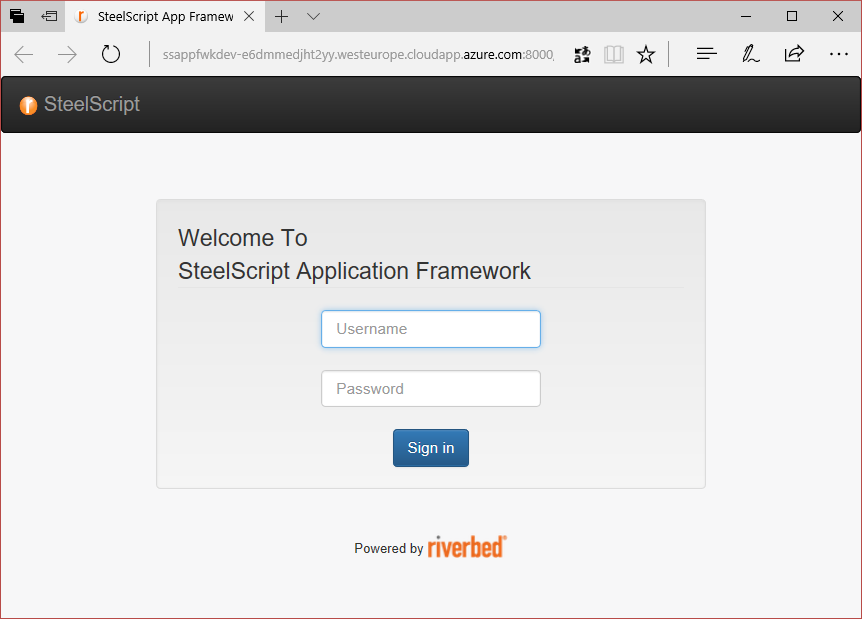 SteelScript App Framew
ssappfwkdev-e6dmmedjht2yy.westeurope.cloudapp.azure.com:8000
SteelScript
Welcome To
SteelScript Application Framework
Username
Password
Sign in
Powered by riverbed